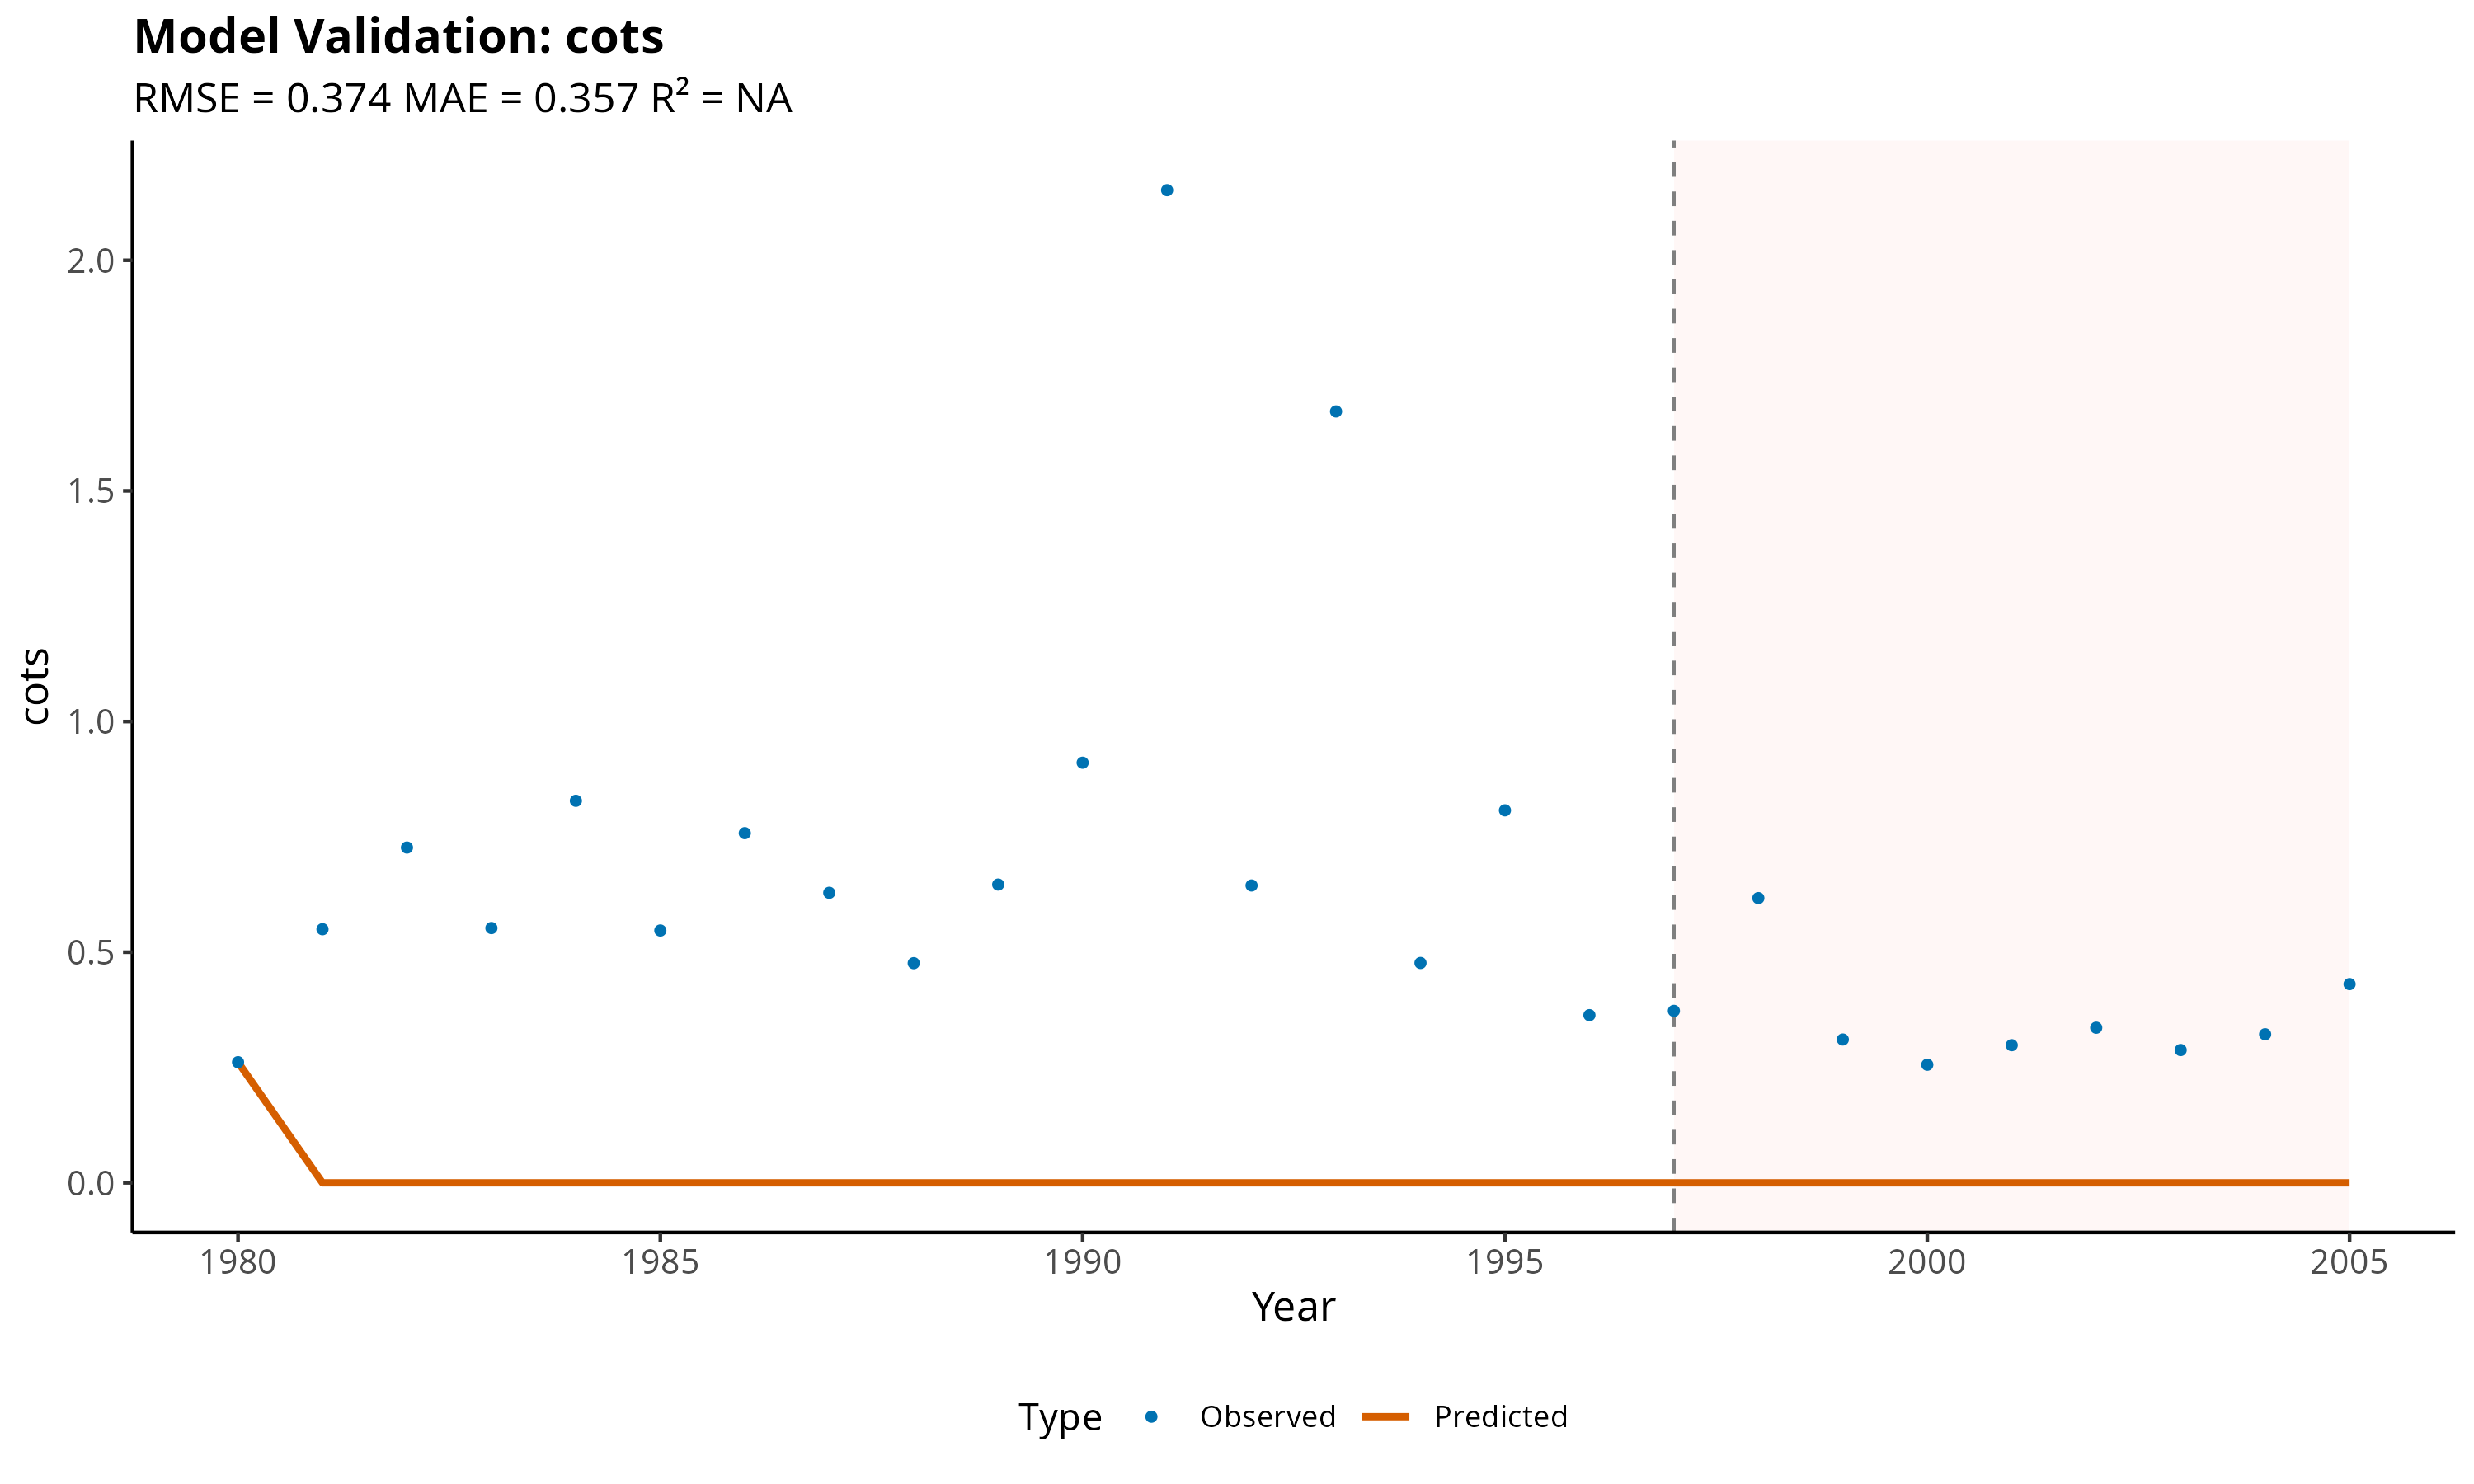 Model Validation: cots
RMSE = 0.374 MAE = 0.357 R² = NA
cots
2.0
1.5
1.0
0.5
0.0
1980 1985 1990 1995 2000 2005
Year
Type Observed Predicted